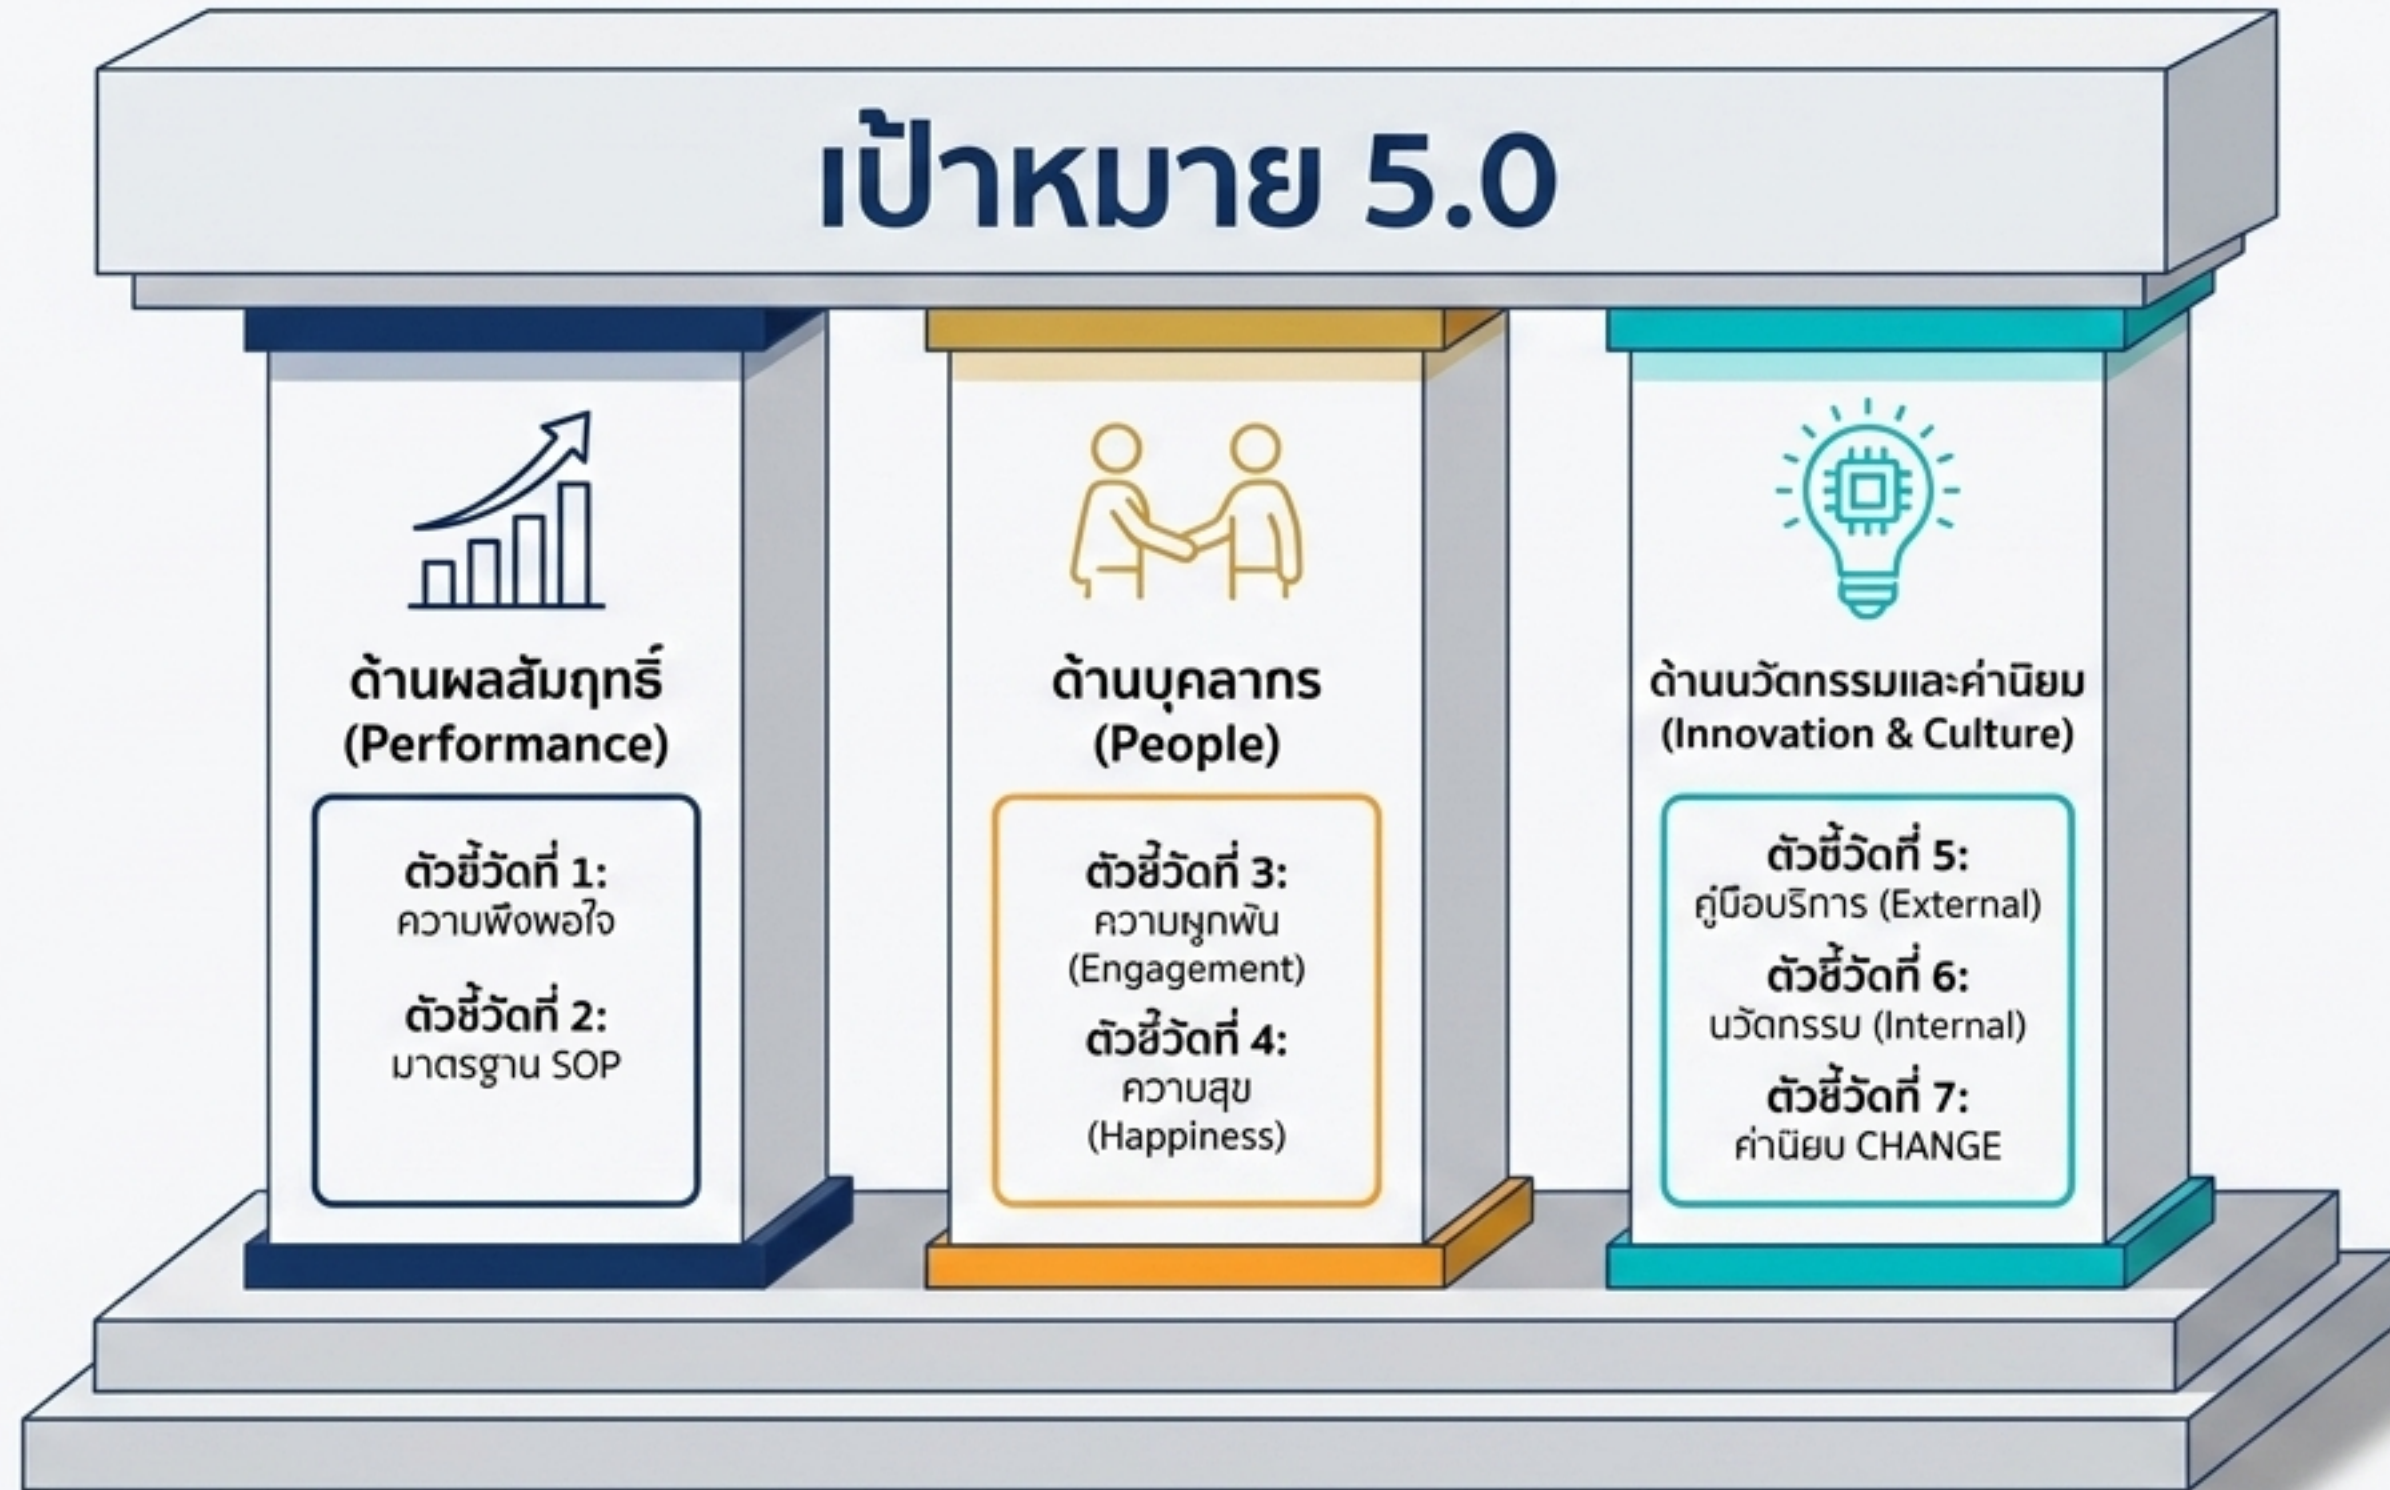 เป้าหมาย 5.0
ด้านผลสัมฤทธิ์
(Performance)
ตัวชี้วัดที่ 1:
ความพึงพอใจ
ตัวชี้วัดที่ 2:
มาตรฐาน SOP
ด้านบุคลากร
(People)
ตัวชี้วัดที่ 3:
ความผูกพัน
(Engagement)
ตัวชี้วัดที่ 4:
ความสุข
(Happiness)
ด้านนวัตกรรมและค่านิยม
(Innovation & Culture)
ตัวชี้วัดที่ 5:
คู่มือบริการ (External)
ตัวชี้วัดที่ 6:
นวัตกรรม (Internal)
ตัวชี้วัดที่ 7:
ค่านิยม CHANGE